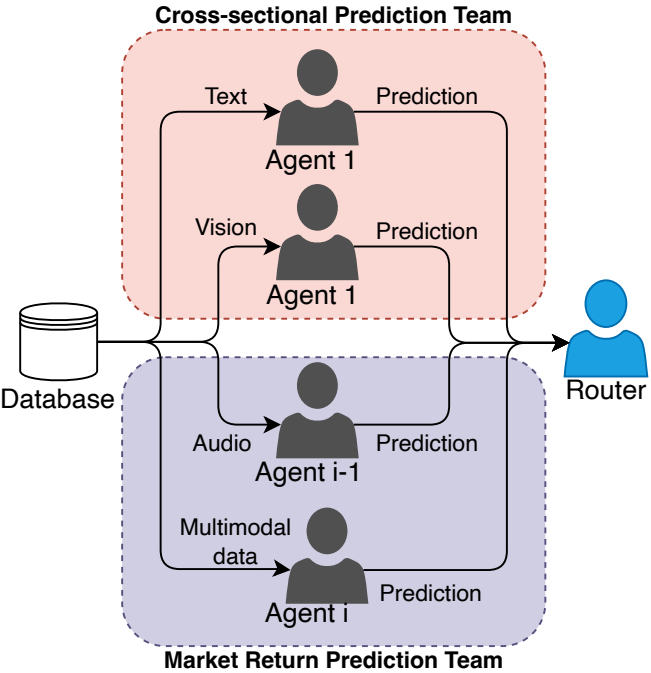 Cross-sectional Prediction Team
Text
Prediction
Agent 1
Vision
Prediction
Agent 1
Database
Router
Audio
Prediction
Agent i-1
Multimodal
data
Prediction
Agent i
Market Return Prediction Team